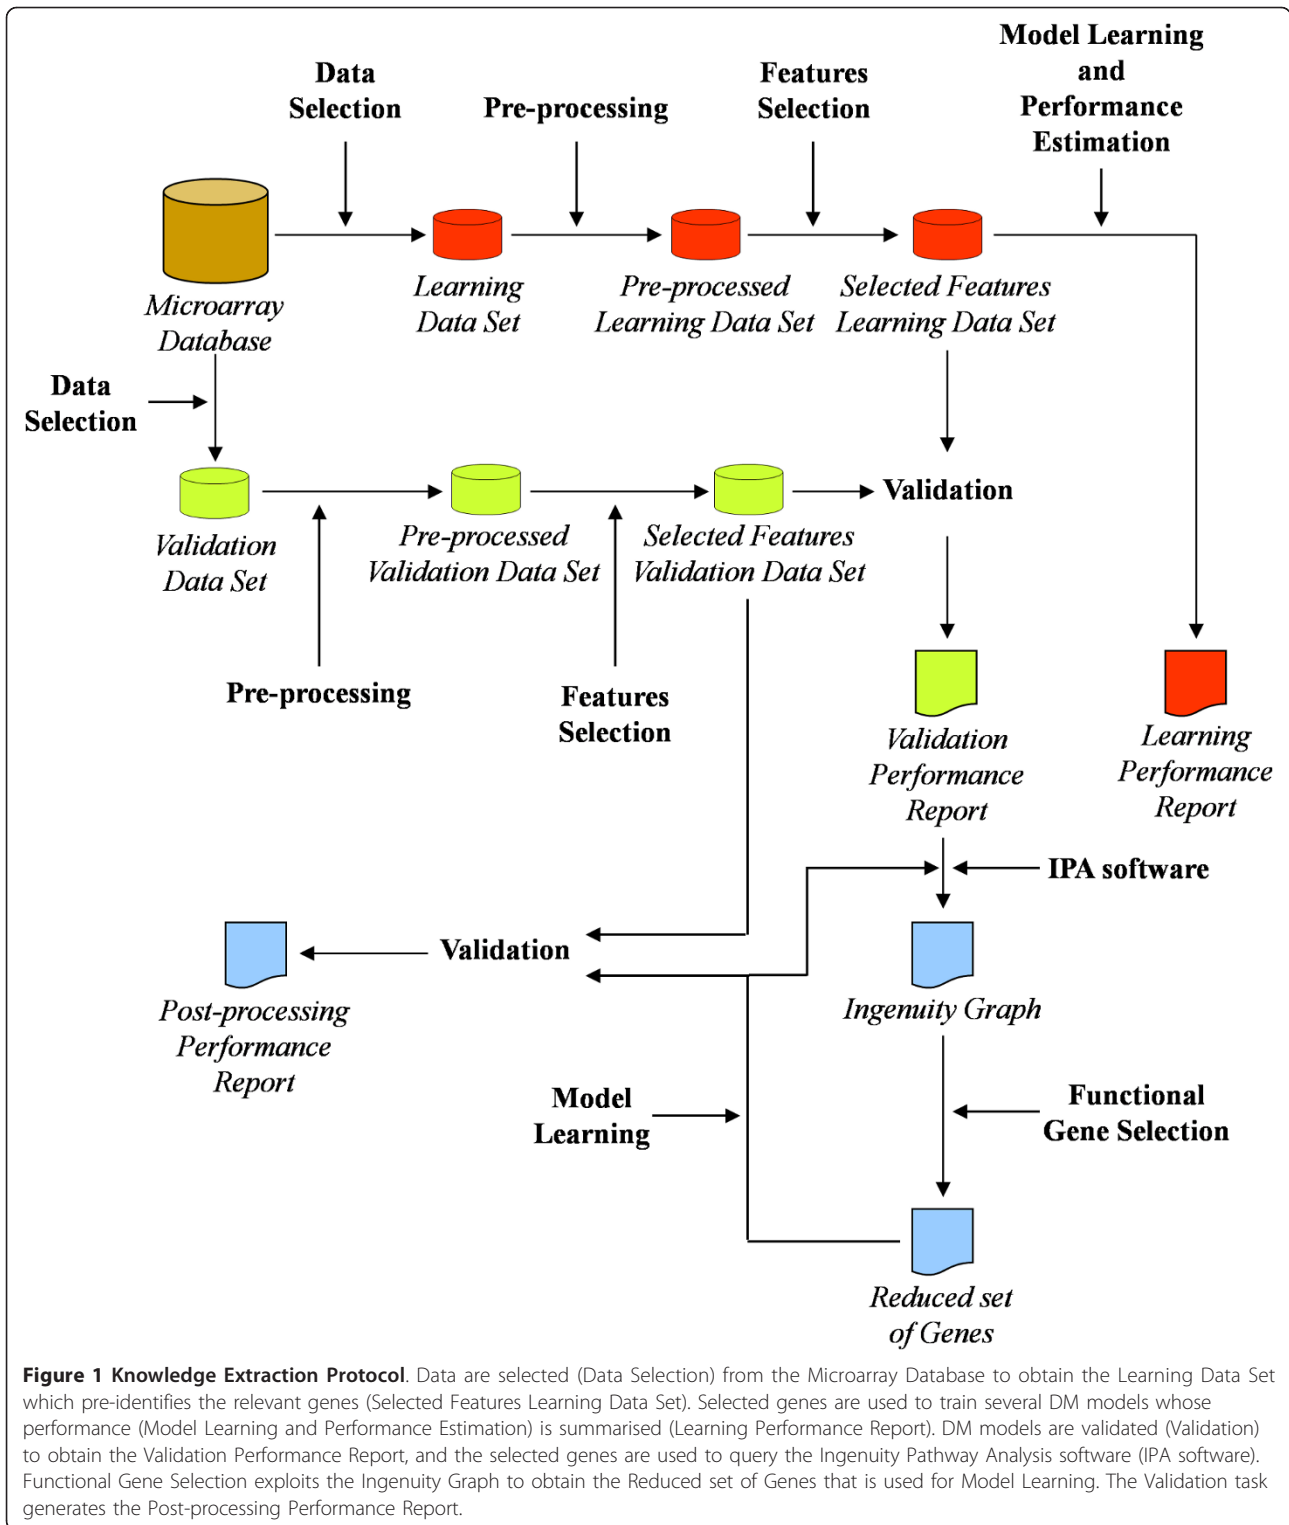 Model Learning
and
Performance
Estimation
Data
Selection
Pre-processing
Features
Selection
Microarray
Database
Learning
Data Set
Pre-processed
Learning Data Set
Selected Features
Learning Data Set
Data
Selection
Validation
Validation
Data Set
Pre-processed
Validation Data Set
Selected Features
Validation Data Set
Pre-processing
Features
Selection
Validation
Performance
Report
Learning
Performance
Report
IPA software
Validation
Post-processing
Performance
Report
Ingenuity Graph
Model
Learning
Functional
Gene Selection
Reduced set
of Genes
Figure 1 Knowledge Extraction Protocol. Data are selected (Data Selection) from the Microarray Database to obtain the Learning Data Set
which pre-identifies the relevant genes (Selected Features Learning Data Set). Selected genes are used to train several DM models whose
performance (Model Learning and Performance Estimation) is summarised (Learning Performance Report). DM models are validated (Validation)
to obtain the Validation Performance Report, and the selected genes are used to query the Ingenuity Pathway Analysis software (IPA software).
Functional Gene Selection exploits the Ingenuity Graph to obtain the Reduced set of Genes that is used for Model Learning. The Validation task
generates the Post-processing Performance Report.